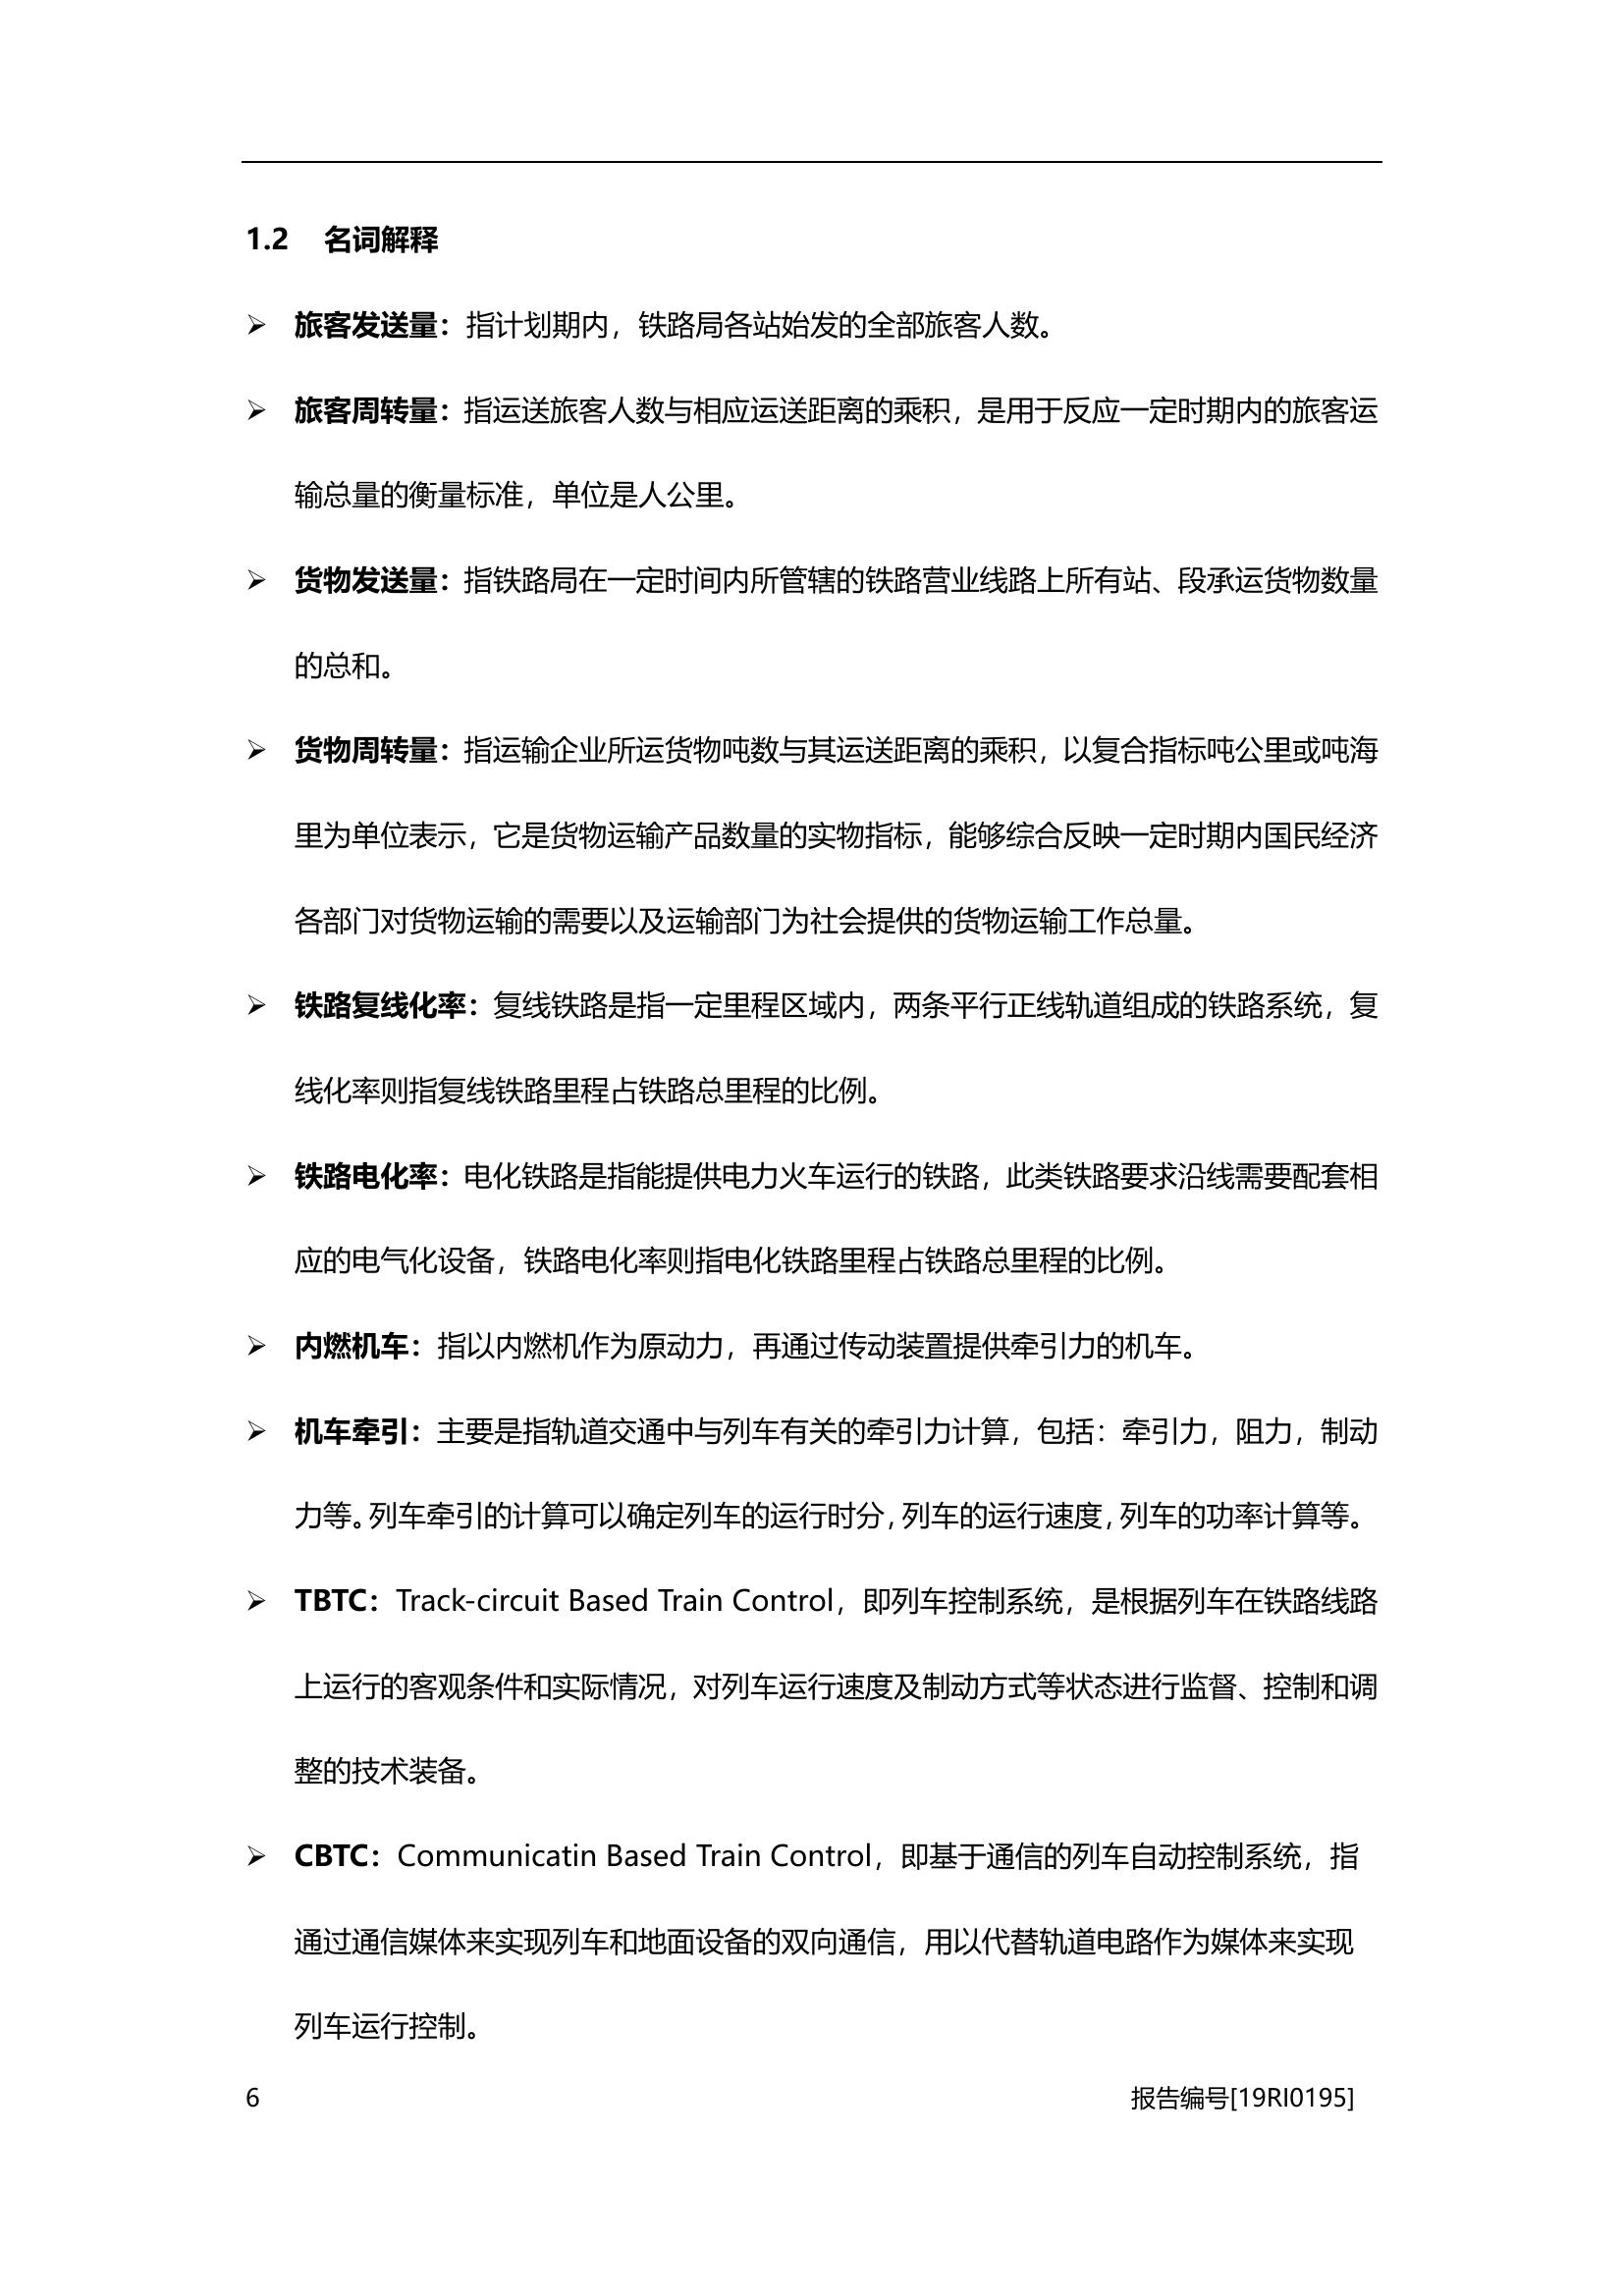 1.2 名词解释
➢ 旅客发送量：指计划期内，铁路局各站始发的全部旅客人数。
➢ 旅客周转量：指运送旅客人数与相应运送距离的乘积，是用于反应一定时期内的旅客运
输总量的衡量标准，单位是人公里。
➢ 货物发送量：指铁路局在一定时间内所管辖的铁路营业线路上所有站、段承运货物数量
的总和。
➢ 货物周转量：指运输企业所运货物吨数与其运送距离的乘积，以复合指标吨公里或吨海
里为单位表示，它是货物运输产品数量的实物指标，能够综合反映一定时期内国民经济
各部门对货物运输的需要以及运输部门为社会提供的货物运输工作总量。
➢ 铁路复线化率：复线铁路是指一定里程区域内，两条平行正线轨道组成的铁路系统，复
线化率则指复线铁路里程占铁路总里程的比例。
➢ 铁路电化率：电化铁路是指能提供电力火车运行的铁路，此类铁路要求沿线需要配套相
应的电气化设备，铁路电化率则指电化铁路里程占铁路总里程的比例。
➢ 内燃机车：指以内燃机作为原动力，再通过传动装置提供牵引力的机车。
➢ 机车牵引：主要是指轨道交通中与列车有关的牵引力计算，包括：牵引力，阻力，制动
力等。列车牵引的计算可以确定列车的运行时分，列车的运行速度，列车的功率计算等。
➢ TBTC：Track-circuit Based Train Control，即列车控制系统，是根据列车在铁路线路
上运行的客观条件和实际情况，对列车运行速度及制动方式等状态进行监督、控制和调
整的技术装备。
➢ CBTC：Communicatin Based Train Control，即基于通信的列车自动控制系统，指
通过通信媒体来实现列车和地面设备的双向通信，用以代替轨道电路作为媒体来实现
列车运行控制。
6 报告编号[19RI0195]